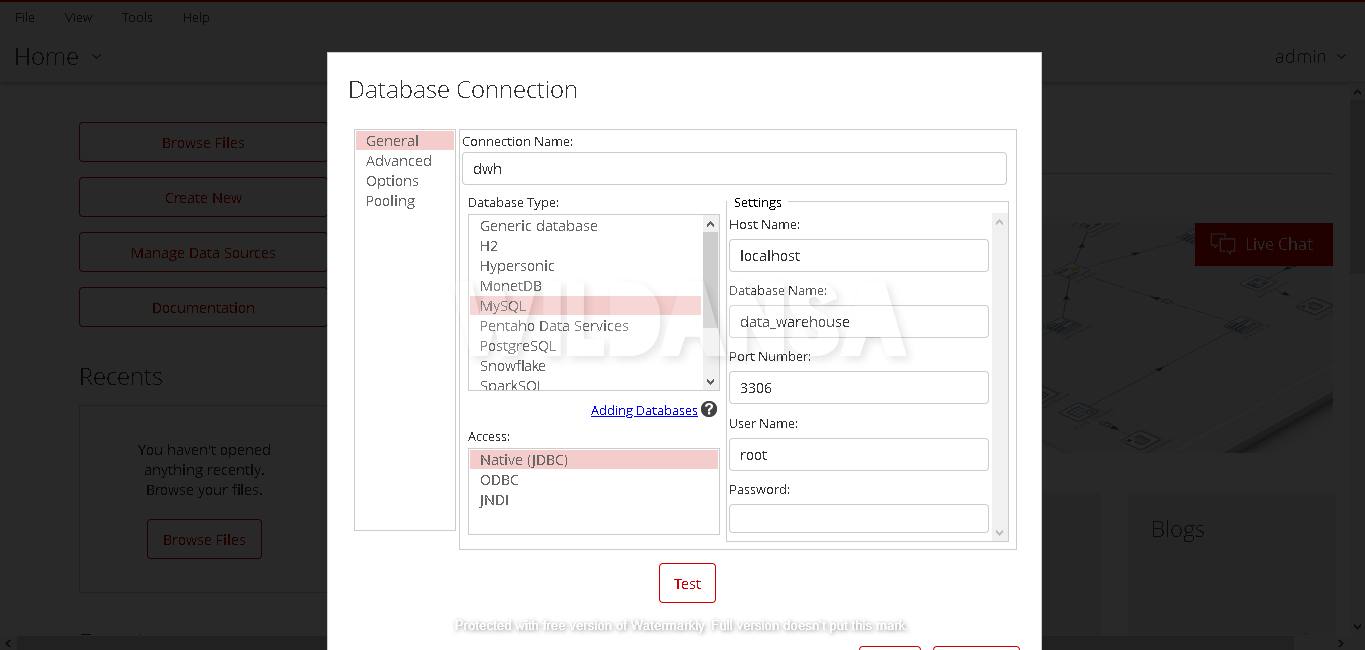 File View Tools Help
Home
admin
Browse Files
Create New
Manage Data Sources
Documentation
Recents
You haven't opened
anything recently.
Browse your files.
Browse Files
Live Chat
Blogs
Database Connection
General
Advanced
Options
Pooling
Connection Name:
dwh
Database Type:
Generic database
H2
Hypersonic
MonetDB
MySQL
Pentaho Data Services
PostgreSQL
Snowflake
SparkSQL
Adding Databases
Access:
Native (JDBC)
ODBC
JNDI
Settings
Host Name:
localhost
Database Name:
data_warehouse
Port Number:
3306
User Name:
root
Password:
Test
WILDANSA
Protected with free version of Watermarkly. Full version doesn't put this mark.